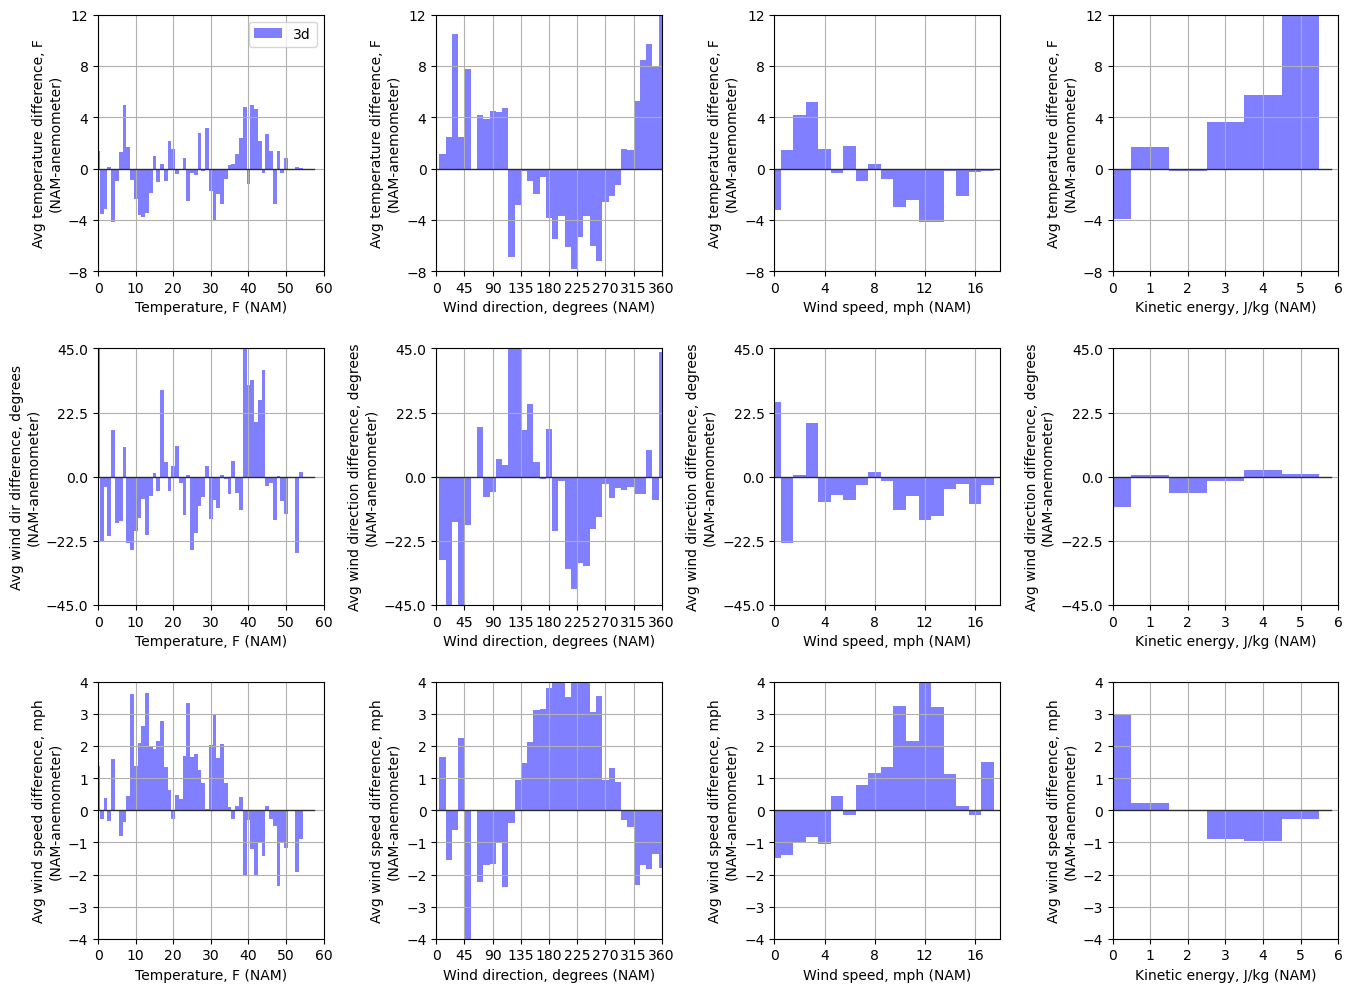 3d
Avg temperature difference, F
(NAM-anemometer)
12
8
4
0
−4
−8
0 10 20 30 40 50 60
Temperature, F (NAM)
Avg temperature difference, F
(NAM-anemometer)
12
8
4
0
−4
−8
0 45 90 135 180 225 270 315 360
Wind direction, degrees (NAM)
Avg temperature difference, F
(NAM-anemometer)
12
8
4
0
−4
−8
0 4 8 12 16
Wind speed, mph (NAM)
Avg temperature difference, F
(NAM-anemometer)
12
8
4
0
−4
−8
0 1 2 3 4 5 6
Kinetic energy, J/kg (NAM)
Avg wind dir difference, degrees
(NAM-anemometer)
45.0
22.5
0.0
−22.5
−45.0
0 10 20 30 40 50 60
Temperature, F (NAM)
Avg wind direction difference, degrees
(NAM-anemometer)
45.0
22.5
0.0
−22.5
−45.0
0 45 90 135 180 225 270 315 360
Wind direction, degrees (NAM)
Avg wind direction difference, degrees
(NAM-anemometer)
45.0
22.5
0.0
−22.5
−45.0
0 4 8 12 16
Wind speed, mph (NAM)
Avg wind direction difference, degrees
(NAM-anemometer)
45.0
22.5
0.0
−22.5
−45.0
0 1 2 3 4 5 6
Kinetic energy, J/kg (NAM)
Avg wind speed difference, mph
(NAM-anemometer)
4
3
2
1
0
−1
−2
−3
−4
0 10 20 30 40 50 60
Temperature, F (NAM)
Avg wind speed difference, mph
(NAM-anemometer)
4
3
2
1
0
−1
−2
−3
−4
0 45 90 135 180 225 270 315 360
Wind direction, degrees (NAM)
Avg wind speed difference, mph
(NAM-anemometer)
4
3
2
1
0
−1
−2
−3
−4
0 4 8 12 16
Wind speed, mph (NAM)
Avg wind speed difference, mph
(NAM-anemometer)
4
3
2
1
0
−1
−2
−3
−4
0 1 2 3 4 5 6
Kinetic energy, J/kg (NAM)